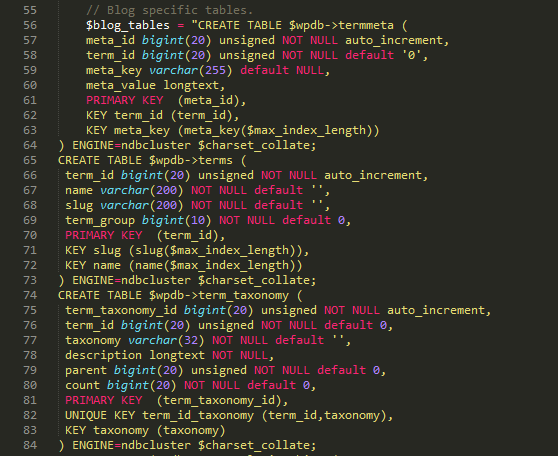 55 // Blog specific tables.
56 $blog_tables = "CREATE TABLE $wpdb->termmeta (
57 meta_id bigint(20) unsigned NOT NULL auto_increment,
58 term_id bigint(20) unsigned NOT NULL default '0',
59 meta_key varchar(255) default NULL,
60 meta_value longtext,
61 PRIMARY KEY  (meta_id),
62 KEY term_id (term_id),
63 KEY meta_key (meta_key($max_index_length))
64 ) ENGINE=ndbcluster $charset_collate;
65 CREATE TABLE $wpdb->terms (
66 term_id bigint(20) unsigned NOT NULL auto_increment,
67 name varchar(200) NOT NULL default '',
68 slug varchar(200) NOT NULL default '',
69 term_group bigint(10) NOT NULL default 0,
70 PRIMARY KEY  (term_id),
71 KEY slug (slug($max_index_length)),
72 KEY name (name($max_index_length))
73 ) ENGINE=ndbcluster $charset_collate;
74 CREATE TABLE $wpdb->term_taxonomy (
75 term_taxonomy_id bigint(20) unsigned NOT NULL auto_increment,
76 term_id bigint(20) unsigned NOT NULL default 0,
77 taxonomy varchar(32) NOT NULL default '',
78 description longtext NOT NULL,
79 parent bigint(20) unsigned NOT NULL default 0,
80 count bigint(20) NOT NULL default 0,
81 PRIMARY KEY  (term_taxonomy_id),
82 UNIQUE KEY term_id_taxonomy (term_id,taxonomy),
83 KEY taxonomy (taxonomy)
84 ) ENGINE=ndbcluster $charset_collate;